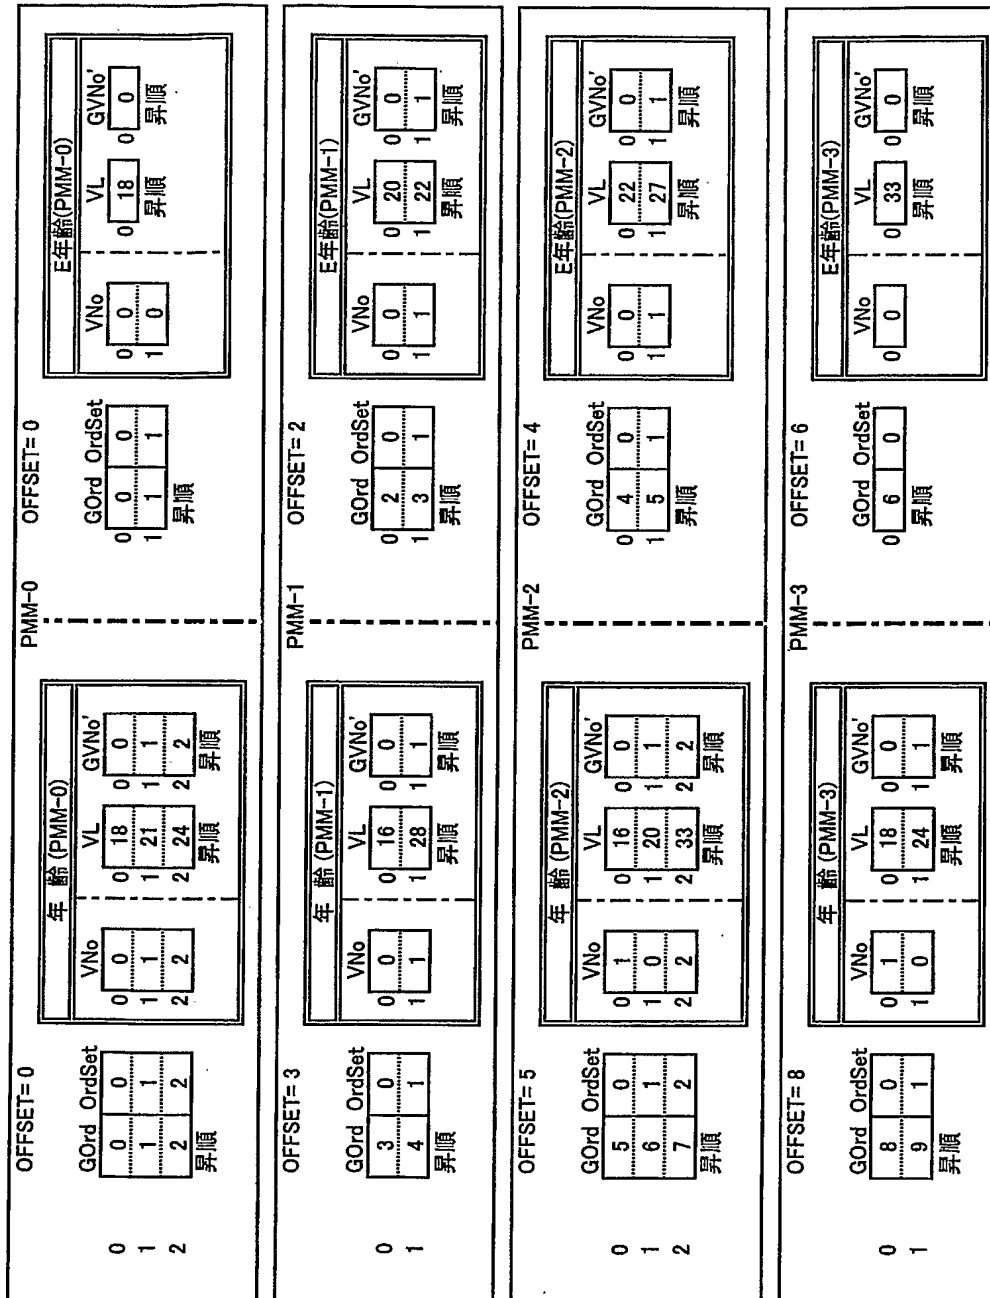 PMM-0
OFFSET= 0
OFFSET= 0
年 齢 (PMM-0)
E年齢(PMM-0)
GOrd OrdSet VNo VL GVNo'
GOrd OrdSet VNo VL GVNo'
0 0 0 0 0 0 18 0 0
0 0 0 0 0 0 18 0 0
1 1 1 1 1 1 21 1 1
1 1 1 1 0
2 2 2 2 2 2 24 2 2
昇順 昇順 昇順
昇順 昇順 昇順
PMM-1
OFFSET= 3
OFFSET= 2
年 齢 (PMM-1)
E年齢(PMM-1)
GOrd OrdSet VNo VL GVNo'
GOrd OrdSet VNo VL GVNo'
0 3 0 0 0 0 16 0 0
0 2 0 0 0 0 20 0 0
1 4 1 1 1 1 28 1 1
1 3 1 1 1 1 22 1 1
昇順 昇順 昇順
昇順 昇順 昇順
PMM-2
OFFSET= 5
OFFSET= 4
年 齢 (PMM-2)
E年齢(PMM-2)
GOrd OrdSet VNo VL GVNo'
GOrd OrdSet VNo VL GVNo'
0 5 0 0 1 0 16 0 0
0 4 0 0 0 0 22 0 0
1 6 1 1 0 1 20 1 1
1 5 1 1 1 1 27 1 1
2 7 2 2 2 2 33 2 2
昇順 昇順 昇順
昇順 昇順 昇順
PMM-3
OFFSET= 8
OFFSET= 6
年 齢 (PMM-3)
E年齢(PMM-3)
GOrd OrdSet VNo VL GVNo'
GOrd OrdSet VNo VL GVNo'
0 8 0 0 1 0 18 0 0
0 6 0 0 0 0 33 0 0
1 9 1 1 0 1 24 1 1
昇順 昇順 昇順
昇順 昇順 昇順